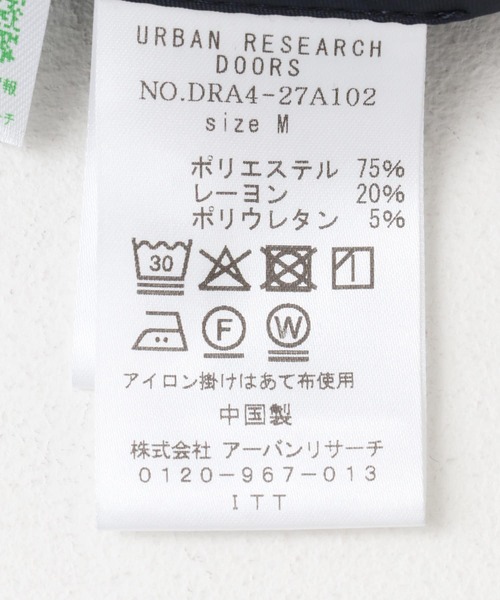 URBAN RESEARCH
DOORS
NO.DRA4-27A102
size M
ポリエステル 75%
レーヨン 20%
ポリウレタン 5%
30
F
W
アイロン掛けはあて布使用
中国製
株式会社 アーバンリサーチ
0120-967-013
ITT
報
ーチ